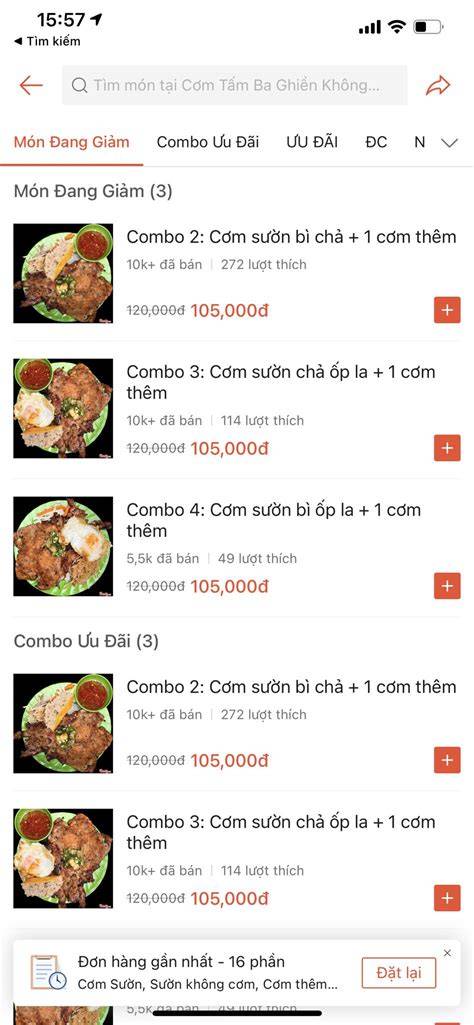 15:57
Tìm kiếm
Tìm món tại Cơm Tấm Ba Ghiền Không...
Món Đang Giảm Combo Ưu Đãi ƯU ĐÃI ĐC N
Món Đang Giảm (3)
Combo 2: Cơm sườn bì chả + 1 cơm thêm
10k+ đã bán | 272 lượt thích
120,000đ 105,000đ
Combo 3: Cơm sườn chả ốp la + 1 cơm
thêm
10k+ đã bán | 114 lượt thích
120,000đ 105,000đ
Combo 4: Cơm sườn bì ốp la + 1 cơm
thêm
5,5k đã bán | 49 lượt thích
120,000đ 105,000đ
Combo Ưu Đãi (3)
Combo 2: Cơm sườn bì chả + 1 cơm thêm
10k+ đã bán | 272 lượt thích
120,000đ 105,000đ
Combo 3: Cơm sườn chả ốp la + 1 cơm
thêm
10k+ đã bán | 114 lượt thích
120,000đ 105,000đ
Đơn hàng gần nhất - 16 phần
Cơm Sườn, Sườn không cơm, Cơm thêm...
Đặt lại
5,5k đã bán | 49 lượt thích